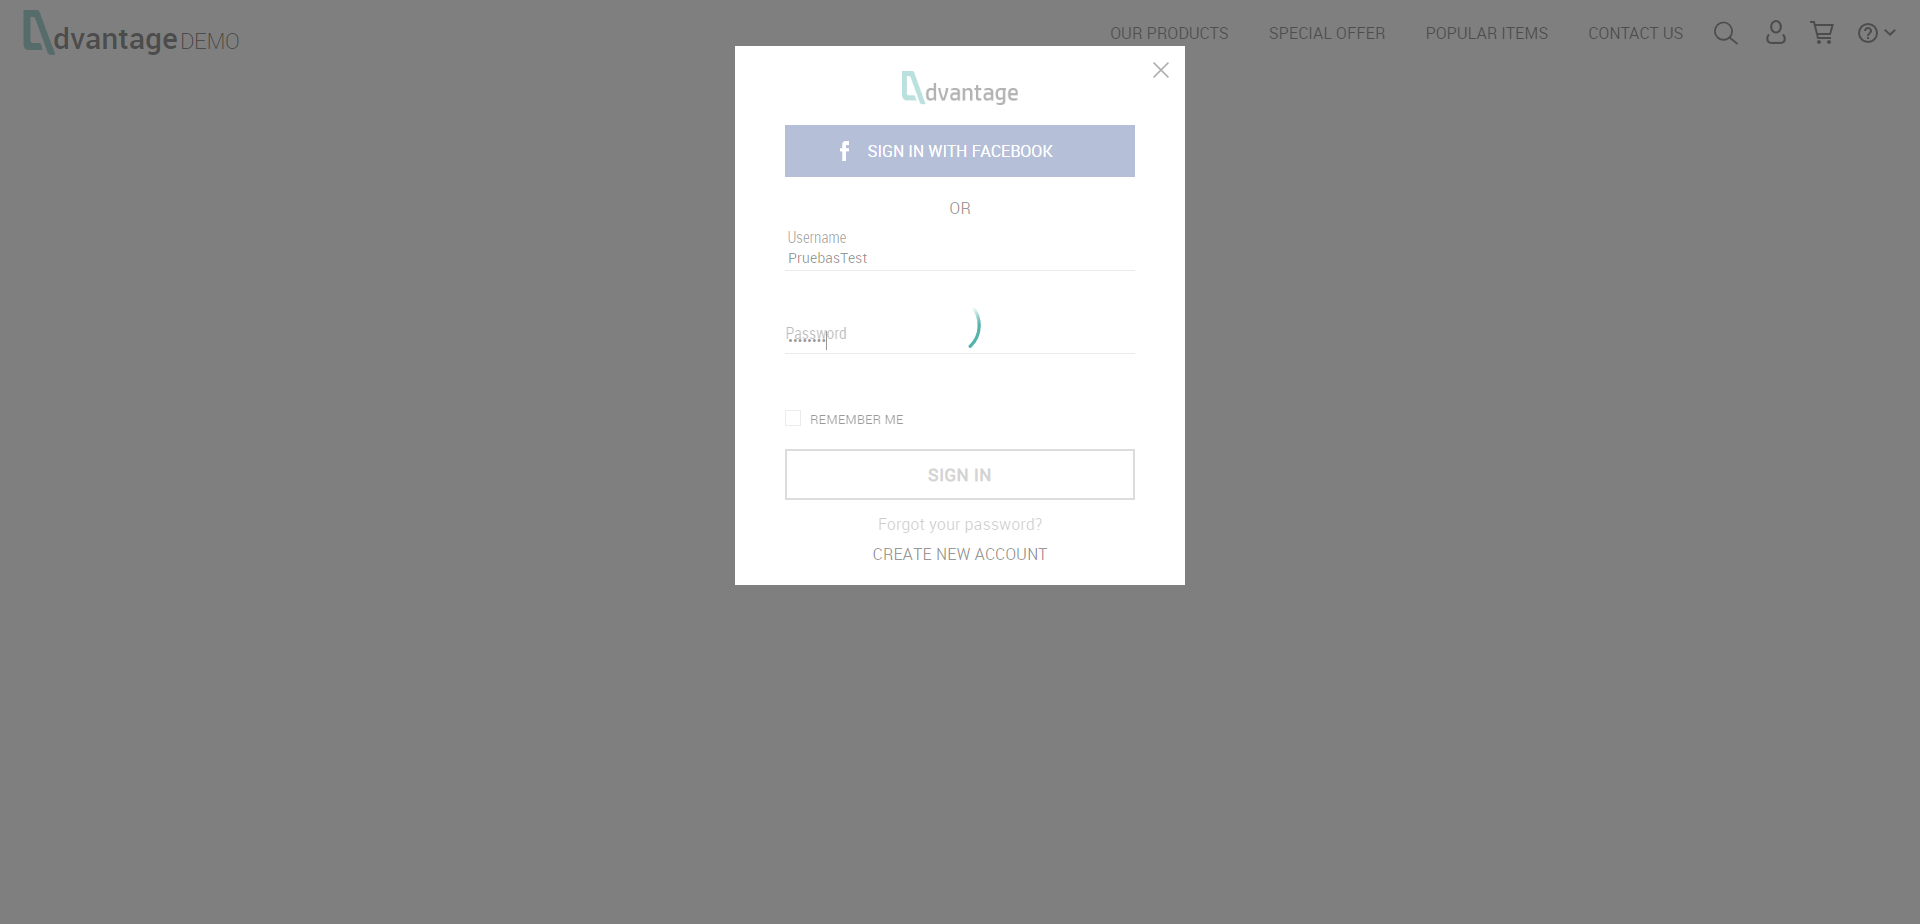 dvantage DEMO
OUR PRODUCTS SPECIAL OFFER POPULAR ITEMS CONTACT US
dvantage
SIGN IN WITH FACEBOOK
OR
Username
PruebasTest
Password
REMEMBER ME
SIGN IN
Forgot your password?
CREATE NEW ACCOUNT